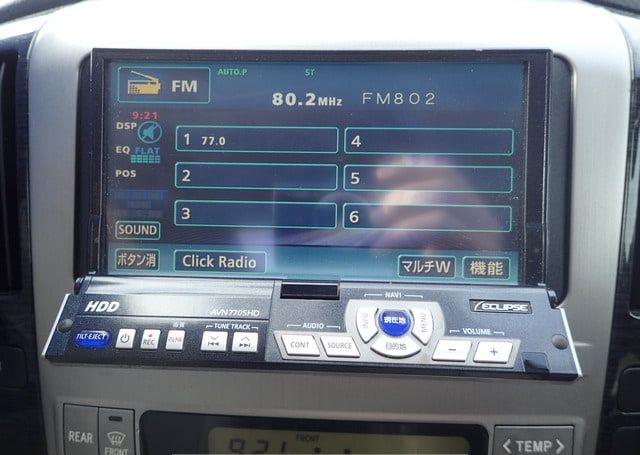 FM
AUTO.P
ST
80.2MHz FM802
9:21
DSP
EQ FLAT
POS
1 77.0
2
3
4
5
6
SOUND
ボタン消
Click Radio
マルチW
機能
HDD
AVN7705HD
NAVI
ECLIPSE
TILT·EJECT
REC
TUNE TRACK
AUDIO
CONT
SOURCE
INFO
現在地
MENU
目的地
VOLUME
−
+
REAR
FRONT
FRONT
TEMP